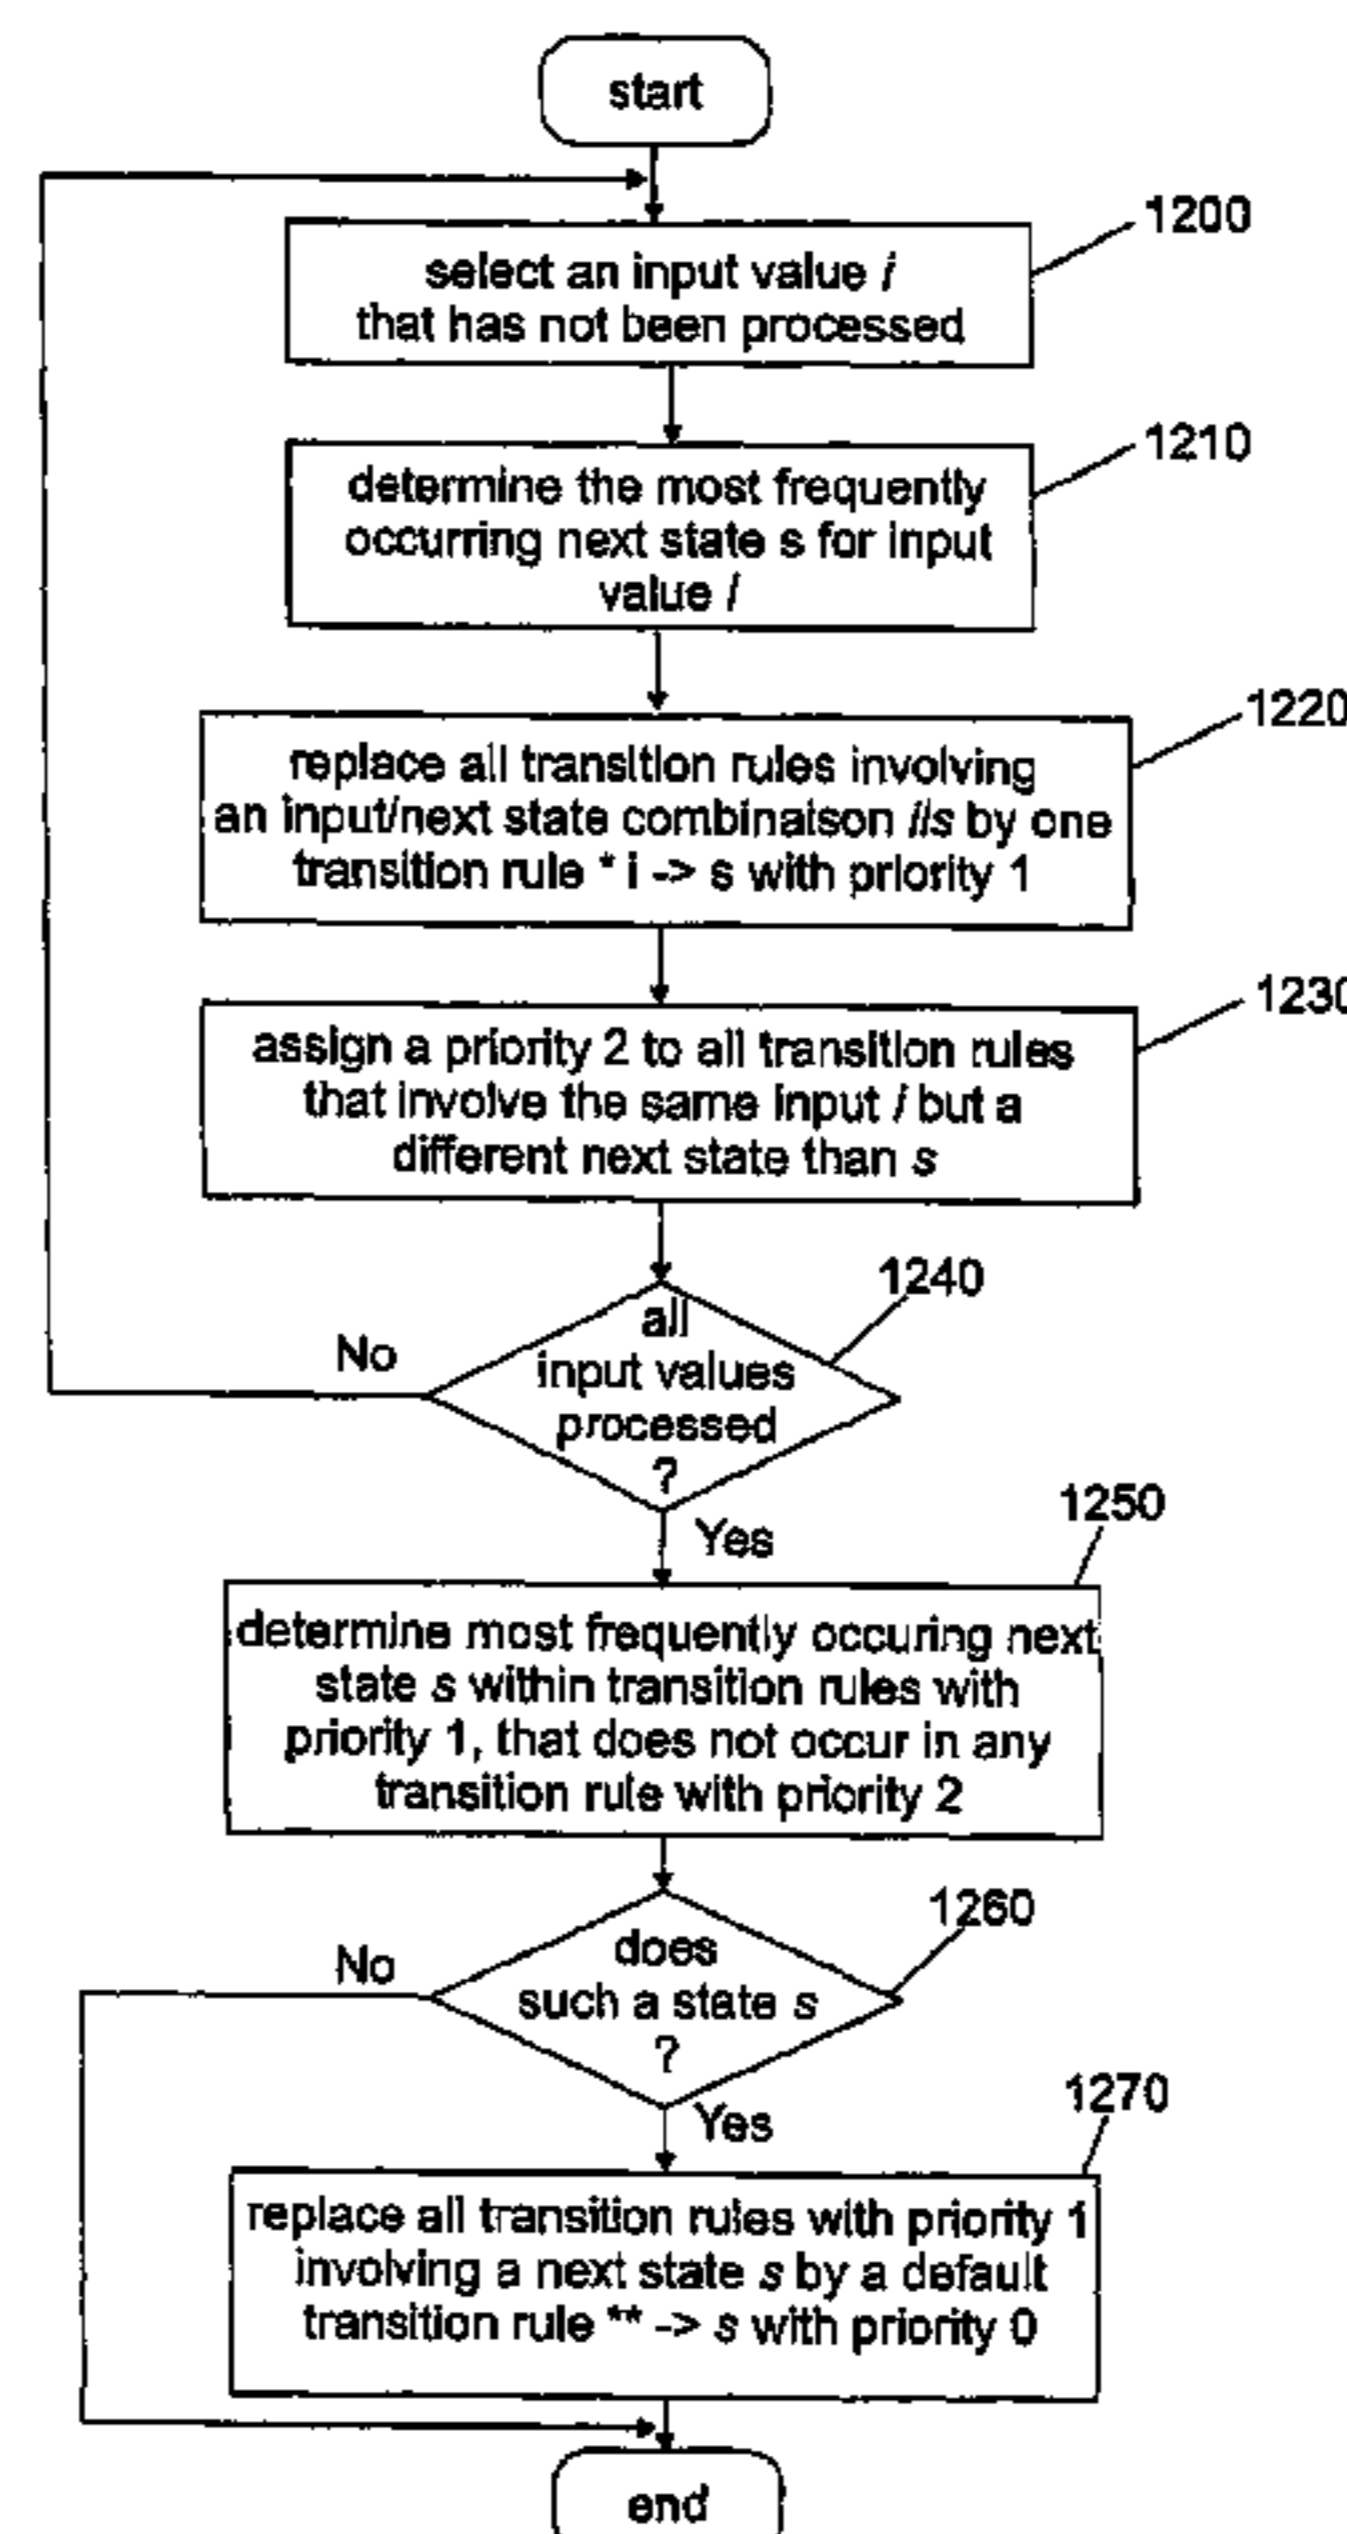 start
1200
select an input value i
that has not been processed
1210
determine the most frequently
occurring next state s for input
value i
1220
replace all transition rules involving
an input/next state combinaison i/s by one
transition rule * i -> s with priority 1
1230
assign a priority 2 to all transition rules
that involve the same input i but a
different next state than s
1240
all
input values
processed
?
No
Yes
1250
determine most frequently occuring next
state s within transition rules with
priority 1, that does not occur in any
transition rule with priority 2
1260
does
such a state s
?
No
Yes
1270
replace all transition rules with priority 1
involving a next state s by a default
transition rule ** -> s with priority 0
end